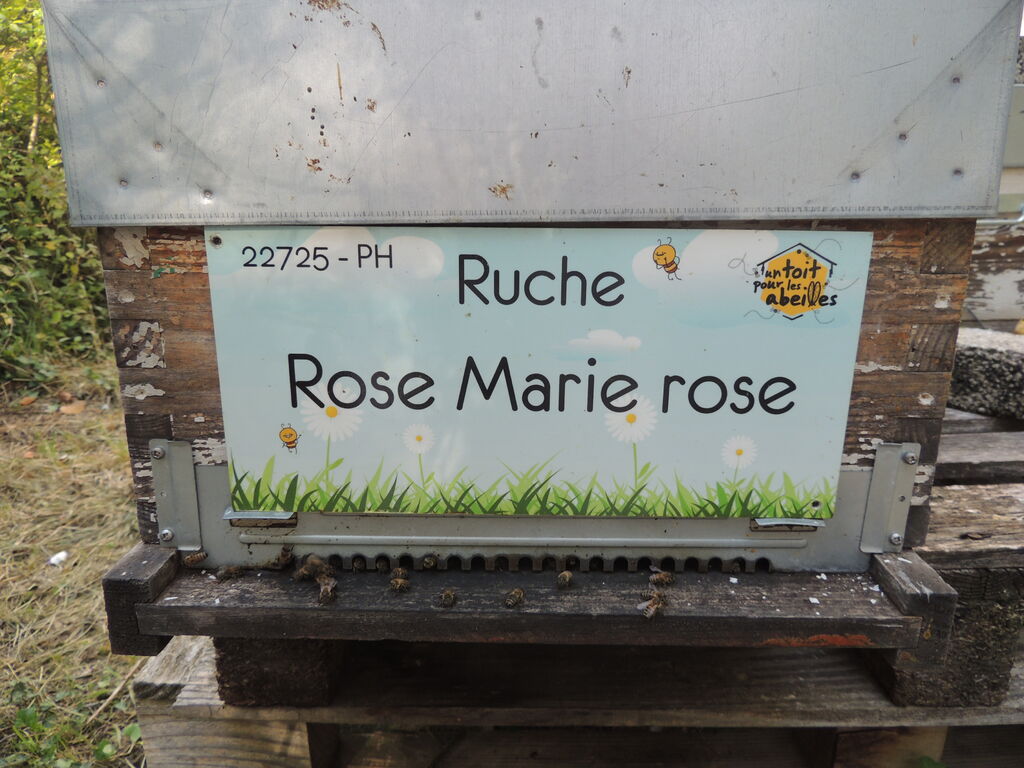 22725 - PH
Ruche
un toit
pour les
abeilles
Rose Marie rose